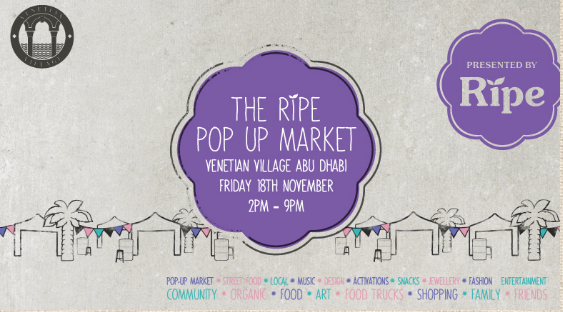 VENETIAN
VILLAGE
PRESENTED BY
Ripe
THE RIPE
POP UP MARKET
VENETIAN VILLAGE ABU DHABI
FRIDAY 18TH NOVEMBER
2PM - 9PM
POP-UP MARKET • STREET FOOD • LOCAL • MUSIC • DESIGN • ACTIVATIONS • SNACKS • JEWELLERY • FASHION ENTERTAINMENT
COMMUNITY • ORGANIC • FOOD • ART • FOOD TRUCKS • SHOPPING • FAMILY • FRIENDS